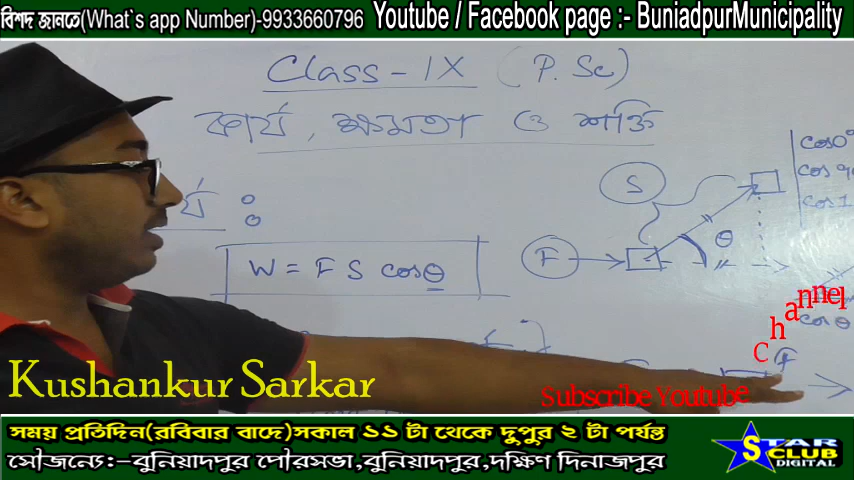 বিশদ জানতে(What`s app Number)-9933660796 Youtube / Facebook page :- BuniadpurMunicipality
Class - IX (P. Sc)
কার্য, ক্ষমতা ও শক্তি
র্য :
W = F S cosθ
S
F
θ
cos0°
cos 90
cos 1
cos θ
F
Channel
Kushankur Sarkar
Subscribe Youtube
সময় প্রতিদিন(রবিবার বাদে)সকাল ১১ টা থেকে দুপুর ২ টা পর্যন্ত
সৌজন্যে:-বুনিয়াদপুর পৌরসভা,বুনিয়াদপুর,দক্ষিণ দিনাজপুর
STAR CLUB DIGITAL